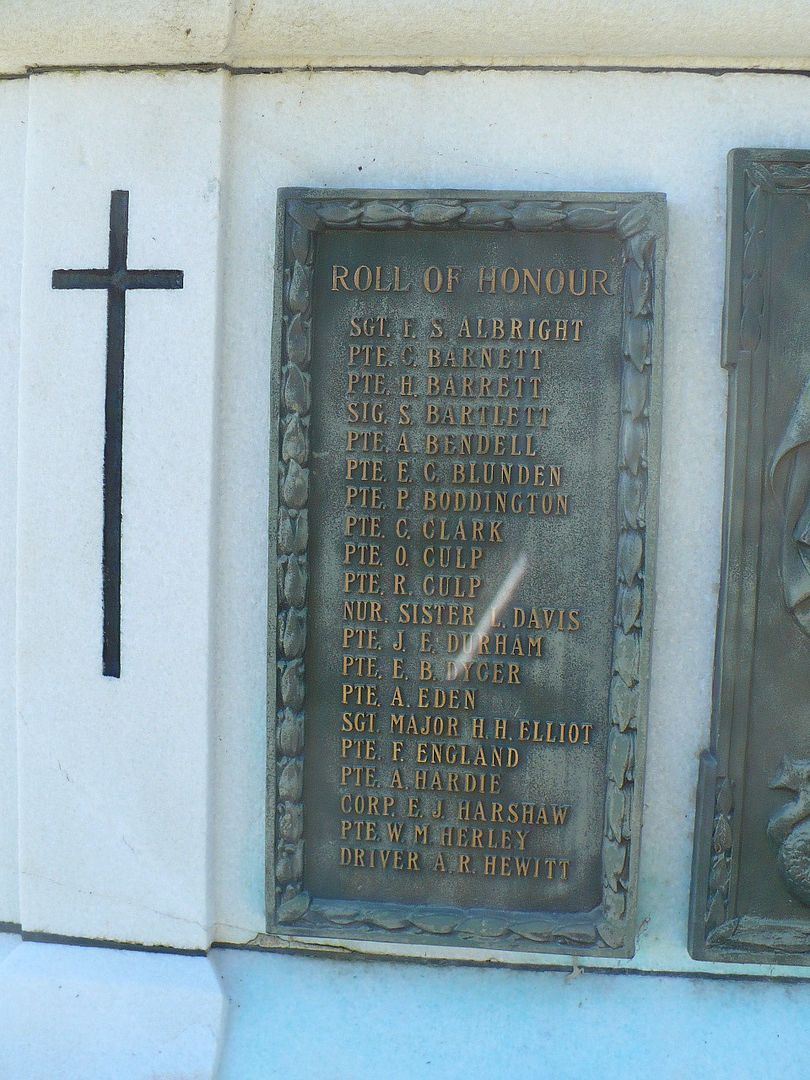 ROLL OF HONOUR
SGT. F. S. ALBRIGHT
PTE. C. BARNETT
PTE. H. BARRETT
SIG. S. BARTLETT
PTE. A. BENDELL
PTE. E. C. BLUNDEN
PTE. P. BODDINGTON
PTE. C. CLARK
PTE. O. CULP
PTE. R. CULP
NUR. SISTER L. DAVIS
PTE. J. E. DURHAM
PTE. E. B. DYCER
PTE. A. EDEN
SGT. MAJOR H. H. ELLIOT
PTE. F. ENGLAND
PTE. A. HARDIE
CORP. E. J. HARSHAW
PTE. W. M. HERLEY
DRIVER A. R. HEWITT